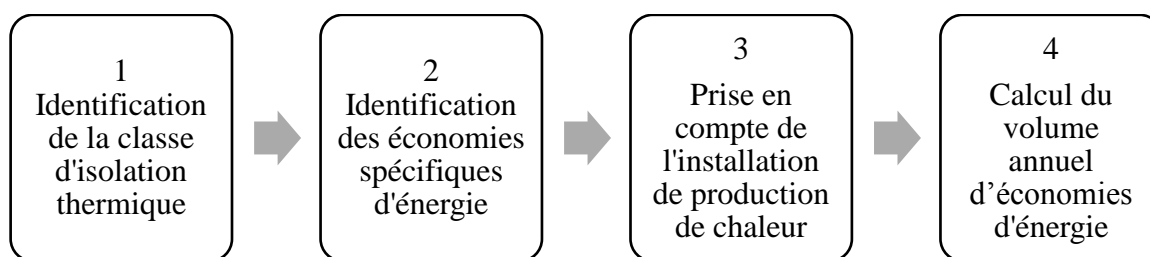 1
Identification
de la classe
d'isolation
thermique
2
Identification
des économies
spécifiques
d'énergie
3
Prise en
compte de
l'installation
de production
de chaleur
4
Calcul du
volume
annuel
d’économies
d'énergie